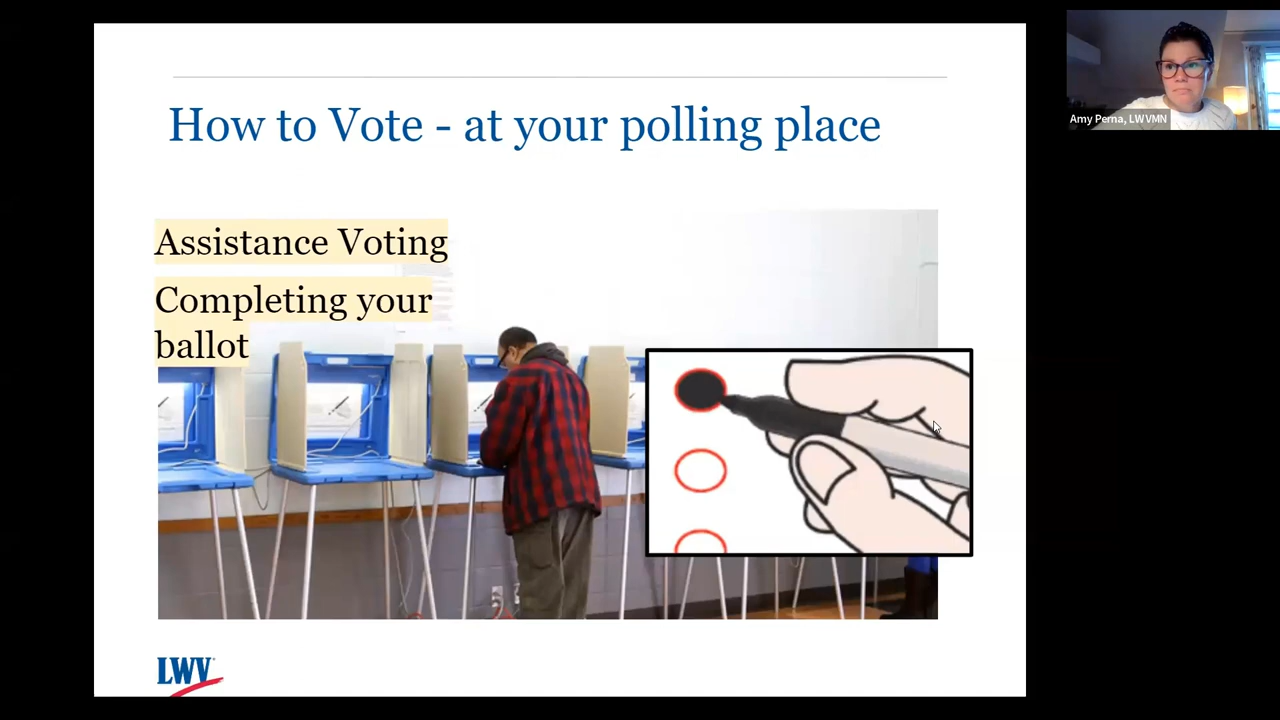 How to Vote - at your polling place
Assistance Voting
Completing your
ballot
LWV
Amy Perna, LWVMN